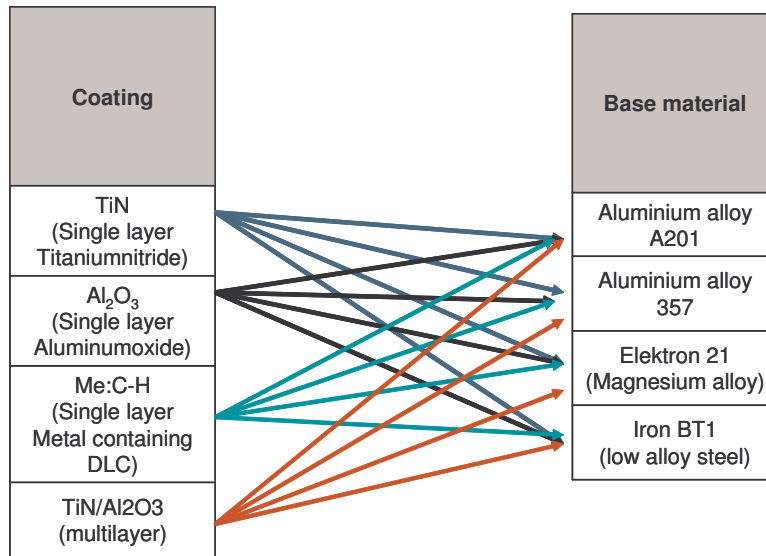 Coating
TiN
(Single layer
Titaniumnitride)
Al₂O₃
(Single layer
Aluminumoxide)
Me:C-H
(Single layer
Metal containing
DLC)
TiN/Al2O3
(multilayer)
Base material
Aluminium alloy
A201
Aluminium alloy
357
Elektron 21
(Magnesium alloy)
Iron BT1
(low alloy steel)